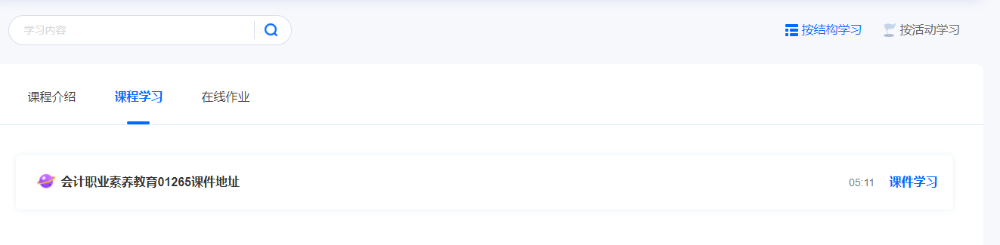 学习内容
按结构学习 按活动学习
课程介绍 课程学习 在线作业
会计职业素养教育01265课件地址 05:11 课件学习